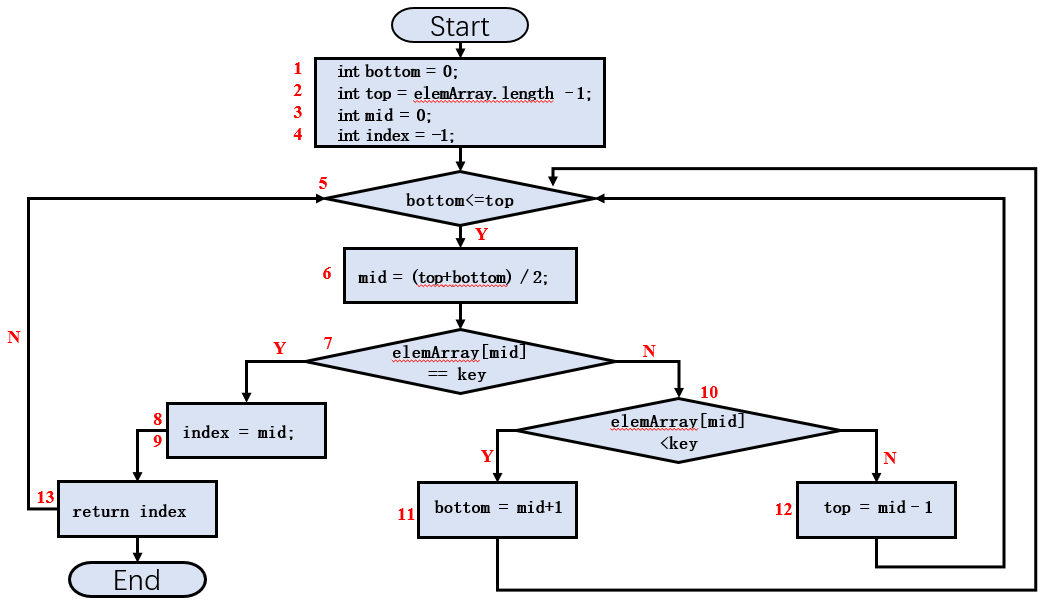 Start
1 int bottom = 0;
2 int top = elemArray.length -1;
3 int mid = 0;
4 int index = -1;
5
bottom<=top
Y
6 mid = (top+bottom) / 2;
N
7
Y
elemArray[mid]
== key
N
10
8
9
index = mid;
elemArray[mid]
<key
Y
N
13
return index
11
bottom = mid+1
12
top = mid-1
End